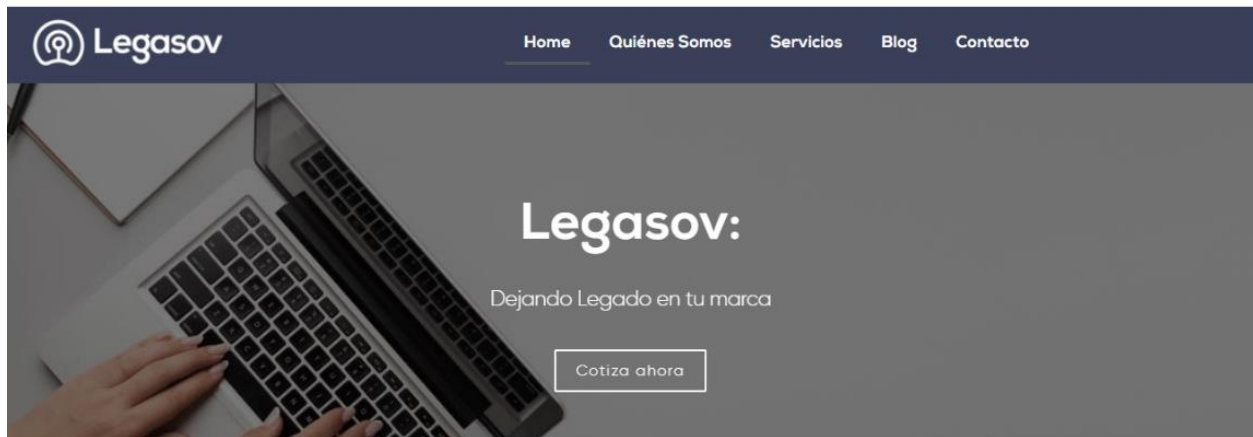 Legasov
Home Quiénes Somos Servicios Blog Contacto
Legasov:
Dejando Legado en tu marca
Cotiza ahora